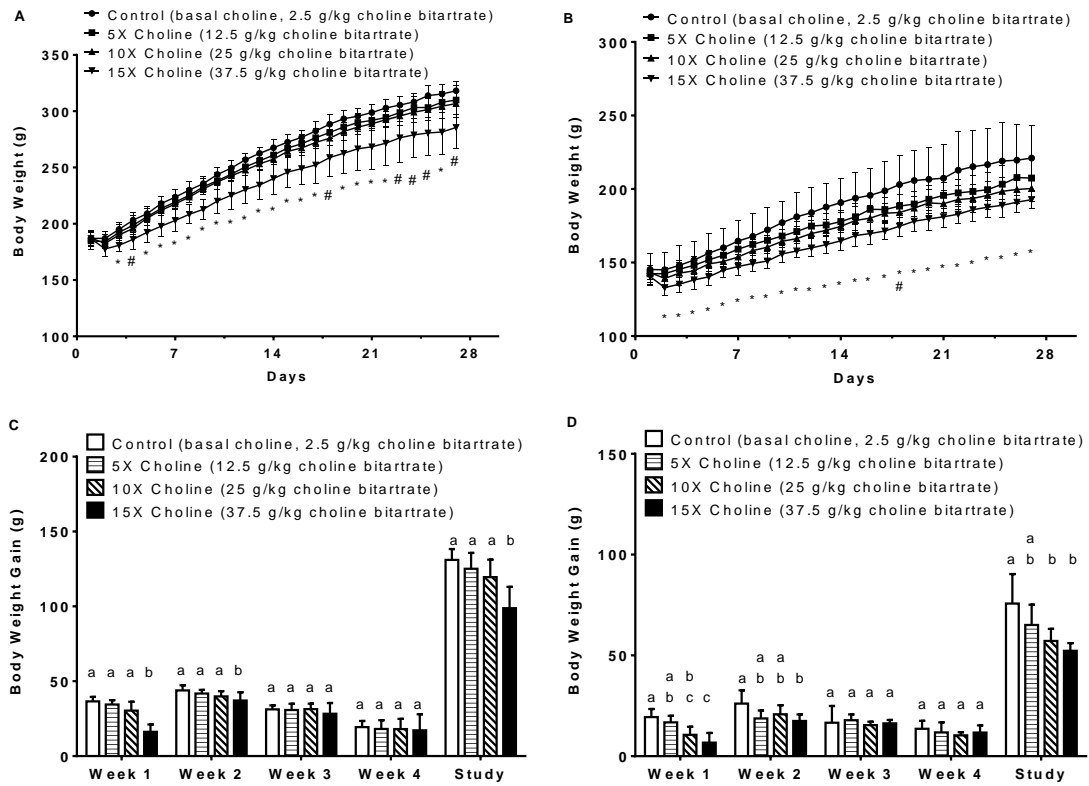 A
Control (basal choline, 2.5 g/kg choline bitartrate)
5X Choline (12.5 g/kg choline bitartrate)
10X Choline (25 g/kg choline bitartrate)
15X Choline (37.5 g/kg choline bitartrate)
350
300
250
200
150
100
Body Weight (g)
* # * * * * * * * * * * * * # * * * * # # # * #
0 7 14 21 28
Days
B
Control (basal choline, 2.5 g/kg choline bitartrate)
5X Choline (12.5 g/kg choline bitartrate)
10X Choline (25 g/kg choline bitartrate)
15X Choline (37.5 g/kg choline bitartrate)
300
250
200
150
100
Body Weight (g)
* * * * * * * * * * * * * * * * * * * * * * * * * *
#
0 7 14 21 28
Days
C
Control (basal choline, 2.5 g/kg choline bitartrate)
5X Choline (12.5 g/kg choline bitartrate)
10X Choline (25 g/kg choline bitartrate)
15X Choline (37.5 g/kg choline bitartrate)
200
150
100
50
0
Body Weight Gain (g)
a a a b
a a a b
a a a a
a a a a
a a a b
Week 1 Week 2 Week 3 Week 4 Study
D
Control (basal choline, 2.5 g/kg choline bitartrate)
5X Choline (12.5 g/kg choline bitartrate)
10X Choline (25 g/kg choline bitartrate)
15X Choline (37.5 g/kg choline bitartrate)
150
100
50
0
Body Weight Gain (g)
a b
a b c c
a a
a b b b
a a a a
a a a a
a
a b b b
Week 1 Week 2 Week 3 Week 4 Study